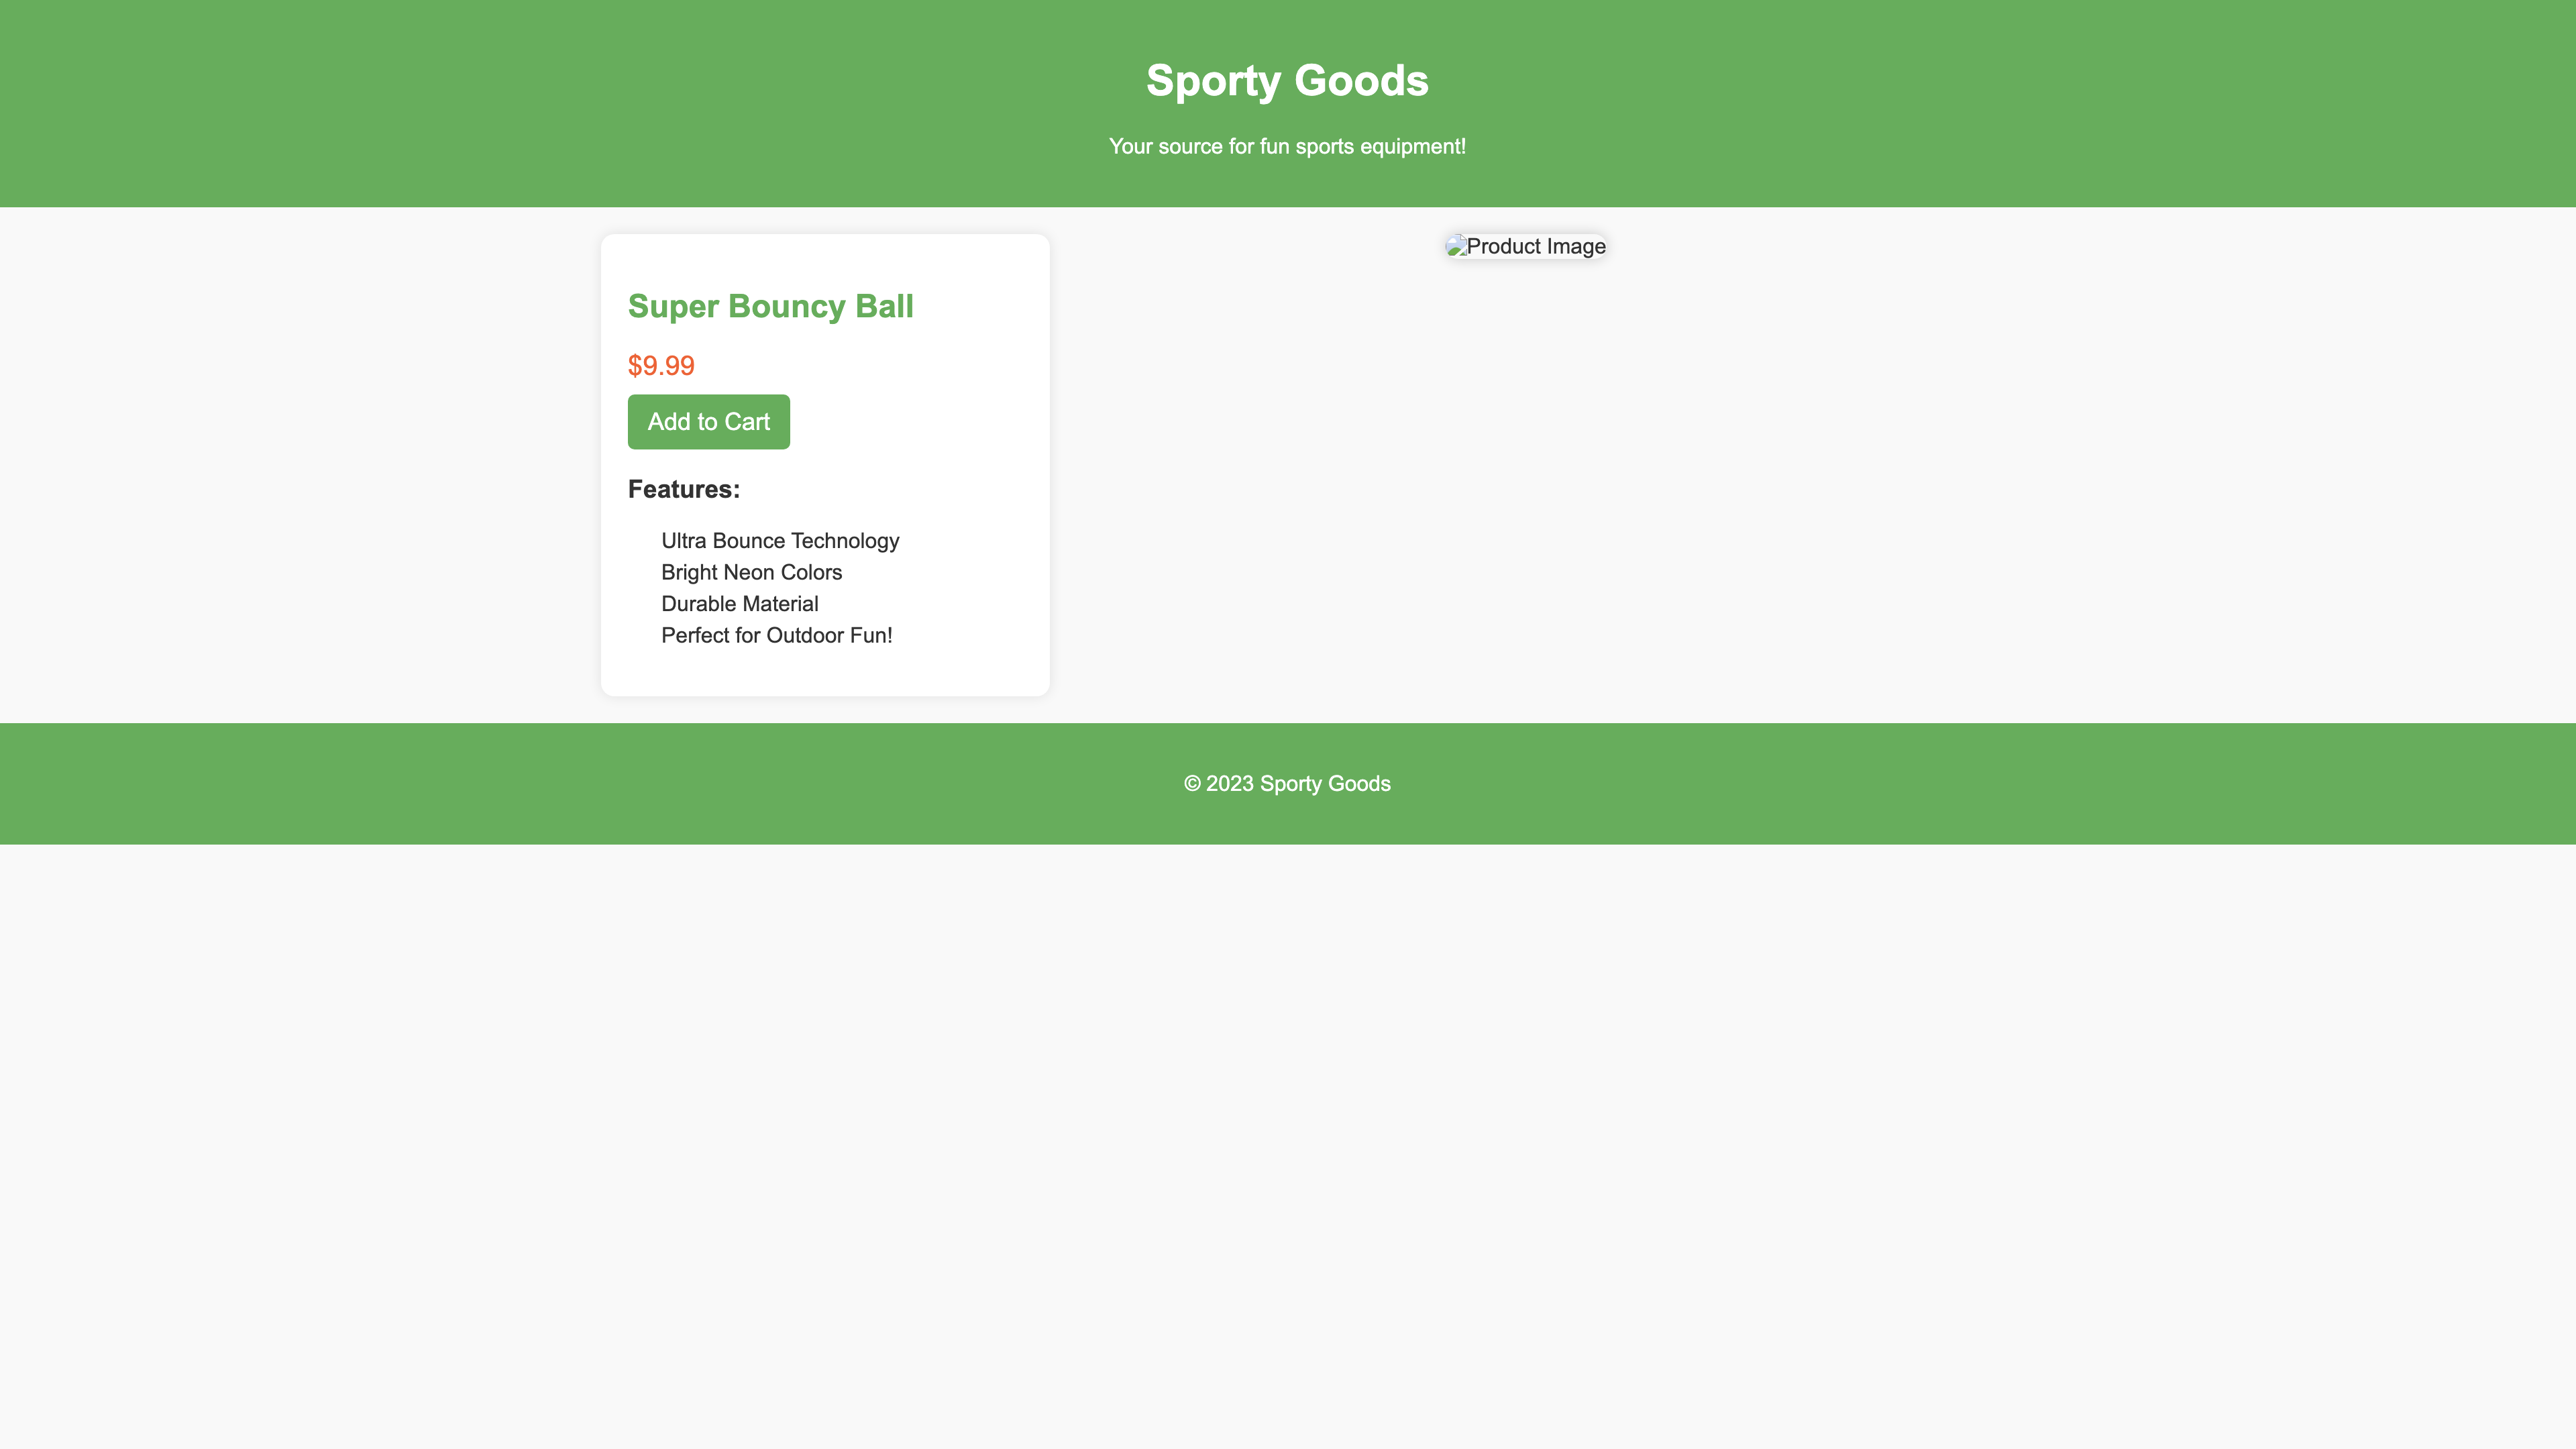 Sporty Goods
Your source for fun sports equipment!
Super Bouncy Ball
$9.99
Add to Cart
Features:
Ultra Bounce Technology
Bright Neon Colors
Durable Material
Perfect for Outdoor Fun!
Product Image
© 2023 Sporty Goods